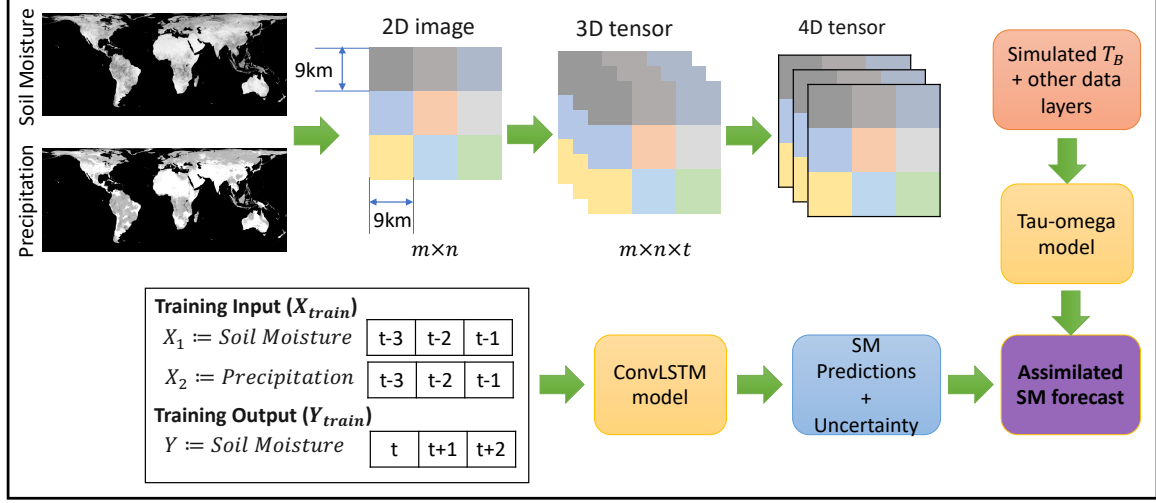 Soil Moisture
Precipitation
2D image
9km
9km
m×n
3D tensor
m×n×t
4D tensor
Simulated T_B
+ other data
layers
Tau-omega
model
Training Input (X_train)
X_1 ≔ Soil Moisture
t-3 t-2 t-1
X_2 ≔ Precipitation
t-3 t-2 t-1
Training Output (Y_train)
Y ≔ Soil Moisture
t t+1 t+2
ConvLSTM
model
SM
Predictions
+
Uncertainty
Assimilated
SM forecast